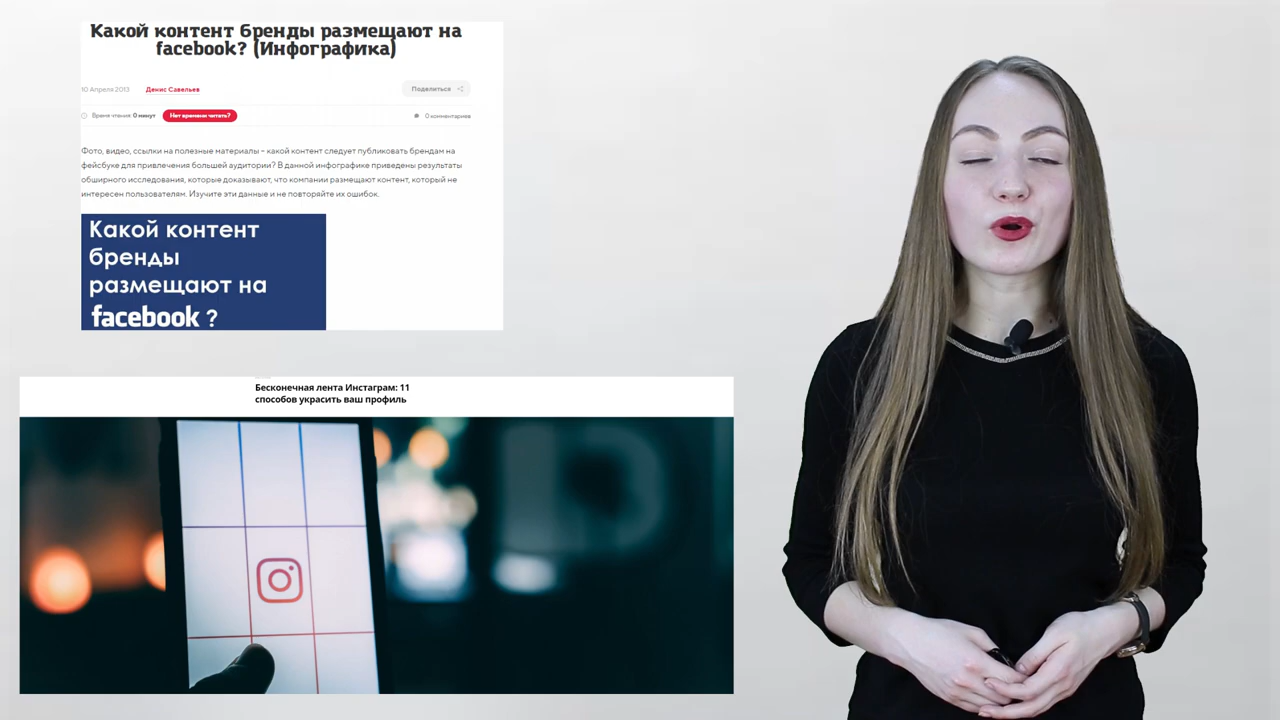 Какой контент бренды размещают на
facebook? (Инфографика)
10 Апреля 2013 Денис Савельев Поделиться
Время чтения 0 минут Нет времени читать? 0 комментариев
Фото, видео, ссылки на полезные материалы – какой контент следует публиковать брендам на
фейсбуке для привлечения большей аудитории? В данной инфографике приведены результаты
обширного исследования, которые доказывают, что компании размещают контент, который не
интересен пользователям. Изучите эти данные и не повторяйте их ошибок.
Какой контент
бренды
размещают на
facebook ?
Бесконечная лента Инстаграм: 11
способов украсить ваш профиль